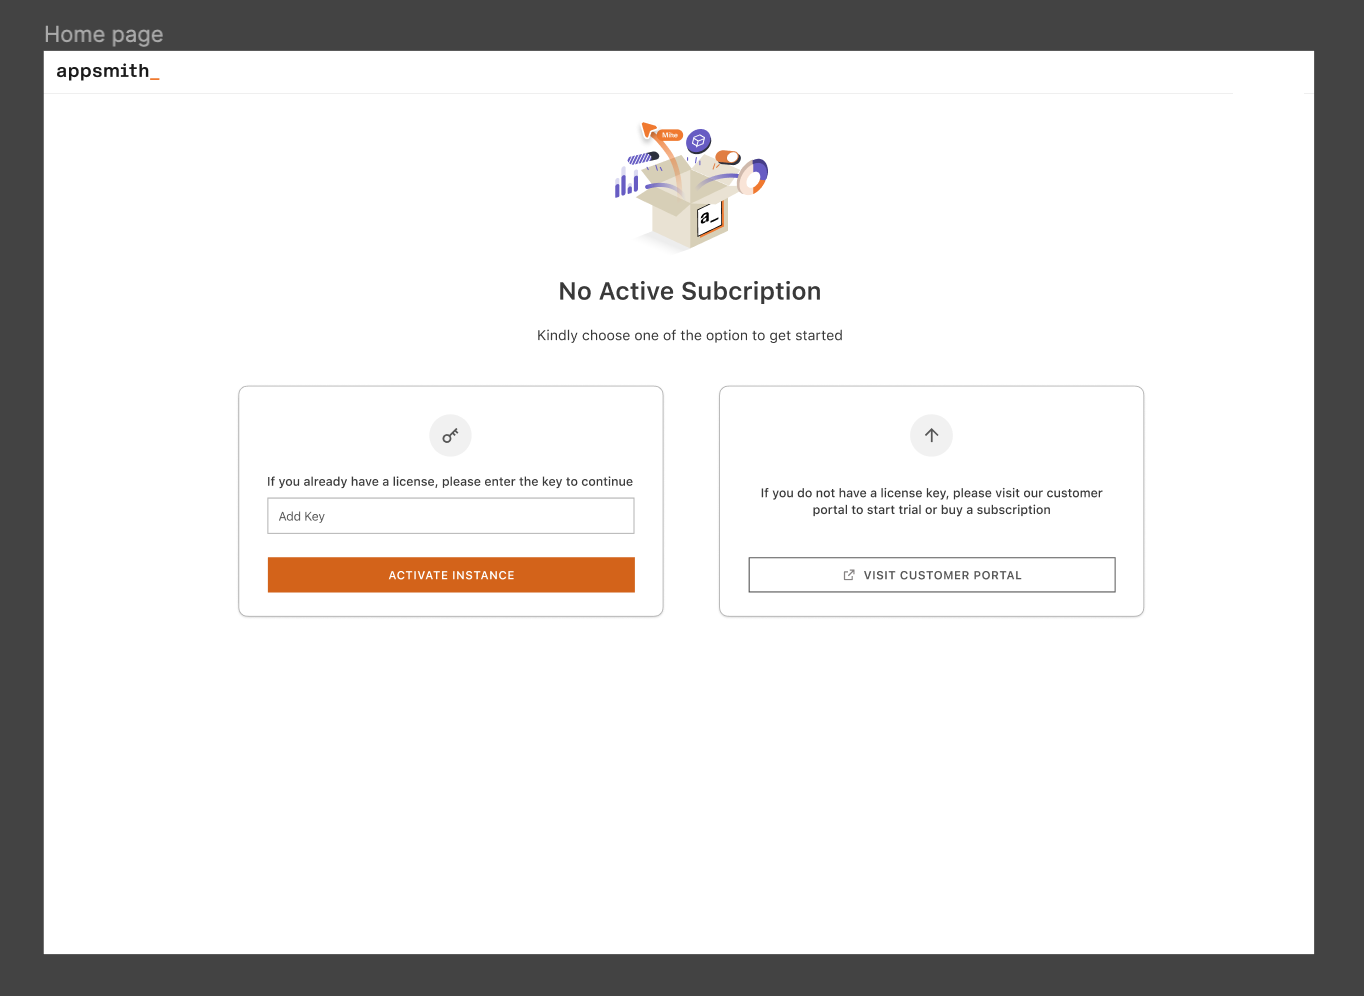 Home page
appsmith_
Mike
a_
No Active Subcription
Kindly choose one of the option to get started
If you already have a license, please enter the key to continue
Add Key
ACTIVATE INSTANCE
If you do not have a license key, please visit our customer
portal to start trial or buy a subscription
VISIT CUSTOMER PORTAL